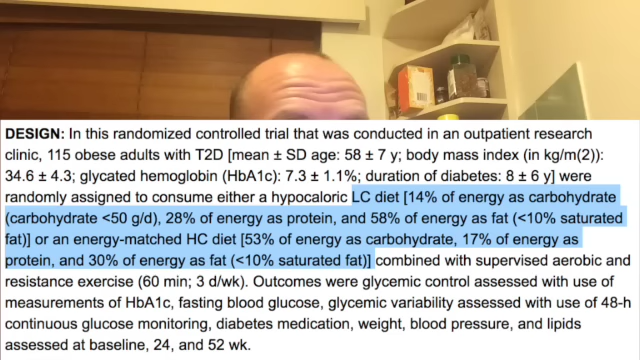 DESIGN: In this randomized controlled trial that was conducted in an outpatient research
clinic, 115 obese adults with T2D [mean ± SD age: 58 ± 7 y; body mass index (in kg/m(2)):
34.6 ± 4.3; glycated hemoglobin (HbA1c): 7.3 ± 1.1%; duration of diabetes: 8 ± 6 y] were
randomly assigned to consume either a hypocaloric LC diet [14% of energy as carbohydrate
(carbohydrate <50 g/d), 28% of energy as protein, and 58% of energy as fat (<10% saturated
fat)] or an energy-matched HC diet [53% of energy as carbohydrate, 17% of energy as
protein, and 30% of energy as fat (<10% saturated fat)] combined with supervised aerobic and
resistance exercise (60 min; 3 d/wk). Outcomes were glycemic control assessed with use of
measurements of HbA1c, fasting blood glucose, glycemic variability assessed with use of 48-h
continuous glucose monitoring, diabetes medication, weight, blood pressure, and lipids
assessed at baseline, 24, and 52 wk.